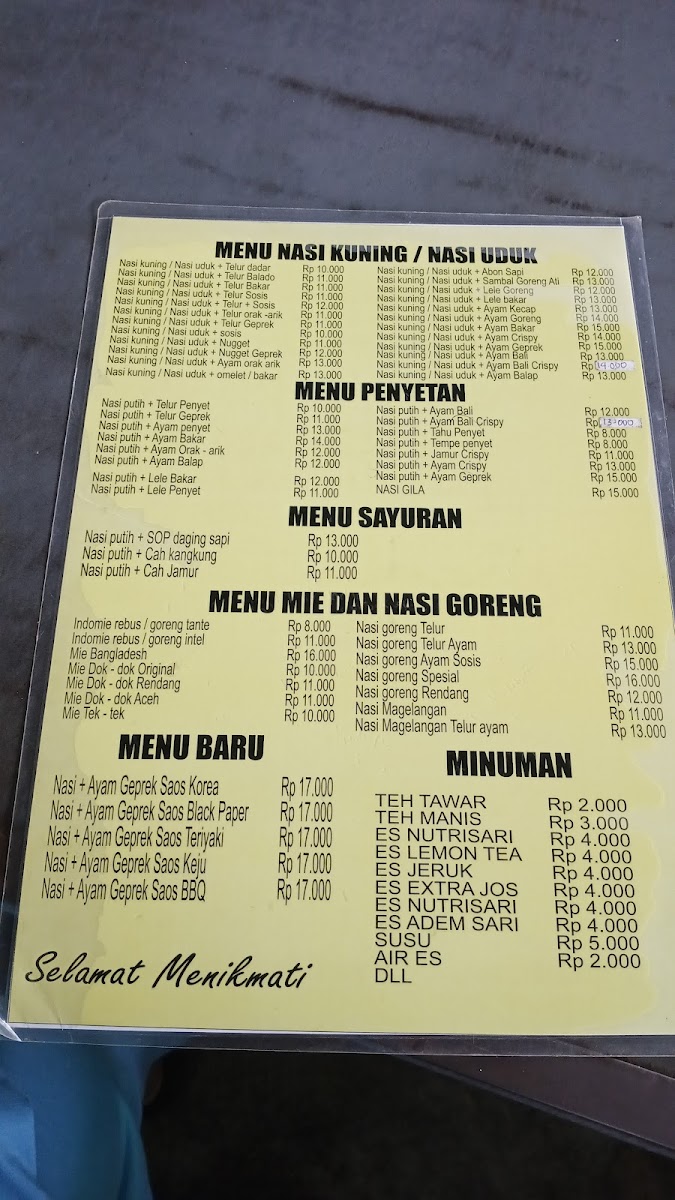 MENU NASI KUNING / NASI UDUK
Nasi kuning / Nasi uduk + Telur dadar Rp 10.000
Nasi kuning / Nasi uduk + Telur Balado Rp 11.000
Nasi kuning / Nasi uduk + Telur Bakar Rp 11.000
Nasi kuning / Nasi uduk + Telur Sosis Rp 11.000
Nasi kuning / Nasi uduk + Telur + Sosis Rp 12.000
Nasi kuning / Nasi uduk + Telur orak -arik Rp 11.000
Nasi kuning / Nasi uduk + Telur Geprek Rp 11.000
Nasi kuning / Nasi uduk + sosis Rp 10.000
Nasi kuning / Nasi uduk + Nugget Rp 11.000
Nasi kuning / Nasi uduk + Nugget Geprek Rp 12.000
Nasi kuning / Nasi uduk + Ayam orak arik Rp 13.000
Nasi kuning / Nasi uduk + omelet / bakar Rp 13.000
Nasi kuning / Nasi uduk + Abon Sapi Rp 12.000
Nasi kuning / Nasi uduk + Sambal Goreng Ati Rp 13.000
Nasi kuning / Nasi uduk + Lele Goreng Rp 12.000
Nasi kuning / Nasi uduk + Lele bakar Rp 13.000
Nasi kuning / Nasi uduk + Ayam Kecap Rp 13.000
Nasi kuning / Nasi uduk + Ayam Goreng Rp 14.000
Nasi kuning / Nasi uduk + Ayam Bakar Rp 15.000
Nasi kuning / Nasi uduk + Ayam Crispy Rp 14.000
Nasi kuning / Nasi uduk + Ayam Geprek Rp 15.000
Nasi kuning / Nasi uduk + Ayam Bali Rp 13.000
Nasi kuning / Nasi uduk + Ayam Bali Crispy Rp 14.000
Nasi kuning / Nasi uduk + Ayam Balap Rp 13.000
MENU PENYETAN
Nasi putih + Telur Penyet Rp 10.000
Nasi putih + Telur Geprek Rp 11.000
Nasi putih + Ayam penyet Rp 13.000
Nasi putih + Ayam Bakar Rp 14.000
Nasi putih + Ayam Orak - arik Rp 12.000
Nasi putih + Ayam Balap Rp 12.000
Nasi putih + Lele Bakar Rp 12.000
Nasi putih + Lele Penyet Rp 11.000
Nasi putih + Ayam Bali Rp 12.000
Nasi putih + Ayam Bali Crispy Rp 13.000
Nasi putih + Tahu Penyet Rp 8.000
Nasi putih + Tempe penyet Rp 8.000
Nasi putih + Jamur Crispy Rp 11.000
Nasi putih + Ayam Crispy Rp 13.000
Nasi putih + Ayam Geprek Rp 15.000
NASI GILA Rp 15.000
MENU SAYURAN
Nasi putih + SOP daging sapi Rp 13.000
Nasi putih + Cah kangkung Rp 10.000
Nasi putih + Cah Jamur Rp 11.000
MENU MIE DAN NASI GORENG
Indomie rebus / goreng tante Rp 8.000
Indomie rebus / goreng intel Rp 11.000
Mie Bangladesh Rp 16.000
Mie Dok - dok Original Rp 10.000
Mie Dok - dok Rendang Rp 11.000
Mie Dok - dok Aceh Rp 11.000
Mie Tek - tek Rp 10.000
Nasi goreng Telur Rp 11.000
Nasi goreng Telur Ayam Rp 13.000
Nasi goreng Ayam Sosis Rp 15.000
Nasi goreng Spesial Rp 16.000
Nasi goreng Rendang Rp 12.000
Nasi Magelangan Rp 11.000
Nasi Magelangan Telur ayam Rp 13.000
MENU BARU
Nasi + Ayam Geprek Saos Korea Rp 17.000
Nasi + Ayam Geprek Saos Black Paper Rp 17.000
Nasi + Ayam Geprek Saos Teriyaki Rp 17.000
Nasi + Ayam Geprek Saos Keju Rp 17.000
Nasi + Ayam Geprek Saos BBQ Rp 17.000
MINUMAN
TEH TAWAR Rp 2.000
TEH MANIS Rp 3.000
ES NUTRISARI Rp 4.000
ES LEMON TEA Rp 4.000
ES JERUK Rp 4.000
ES EXTRA JOS Rp 4.000
ES NUTRISARI Rp 4.000
ES ADEM SARI Rp 4.000
SUSU Rp 5.000
AIR ES Rp 2.000
DLL
Selamat Menikmati